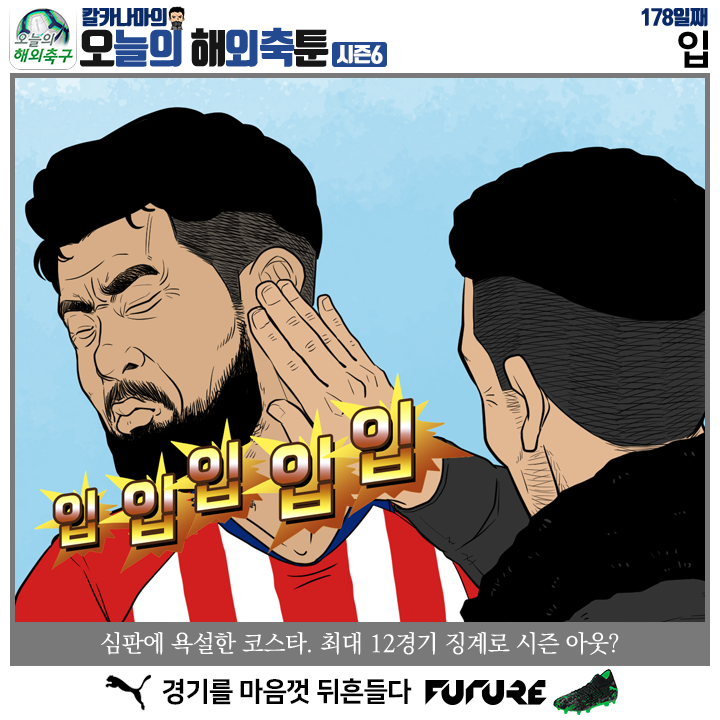 오늘의
해외축구
칼카나마의
오늘의 해외축툰 시즌6
178일째
입
입 입 입 입 입
심판에 욕설한 코스타. 최대 12경기 징계로 시즌 아웃?
경기를 마음껏 뒤흔들다 FUTURE